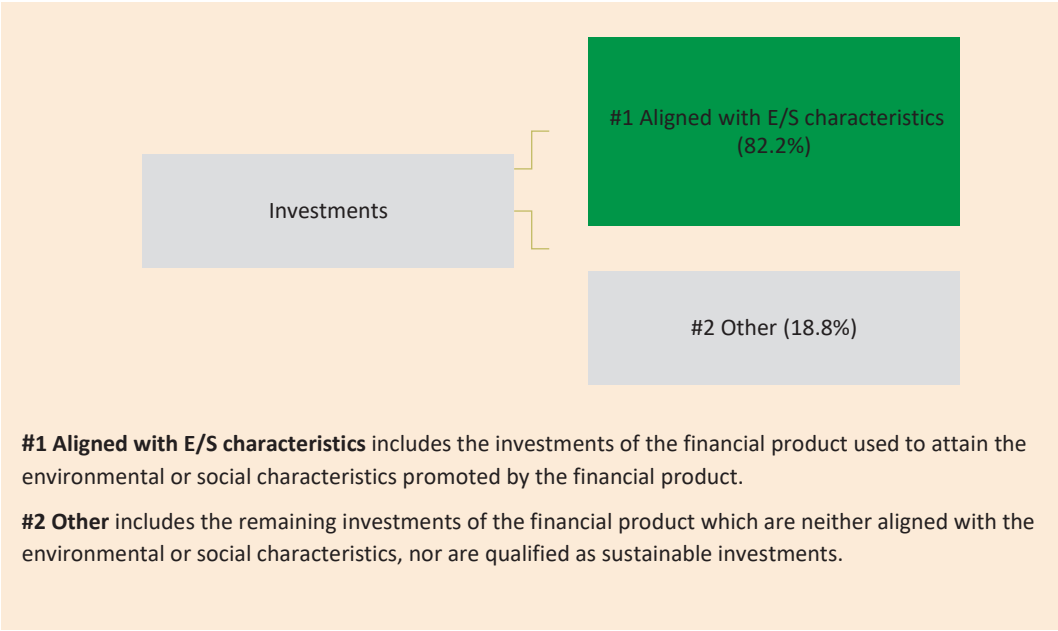 #1 Aligned with E/S characteristics
(82.2%)
Investments
#2 Other (18.8%)
#1 Aligned with E/S characteristics includes the investments of the financial product used to attain the
environmental or social characteristics promoted by the financial product.
#2 Other includes the remaining investments of the financial product which are neither aligned with the
environmental or social characteristics, nor are qualified as sustainable investments.